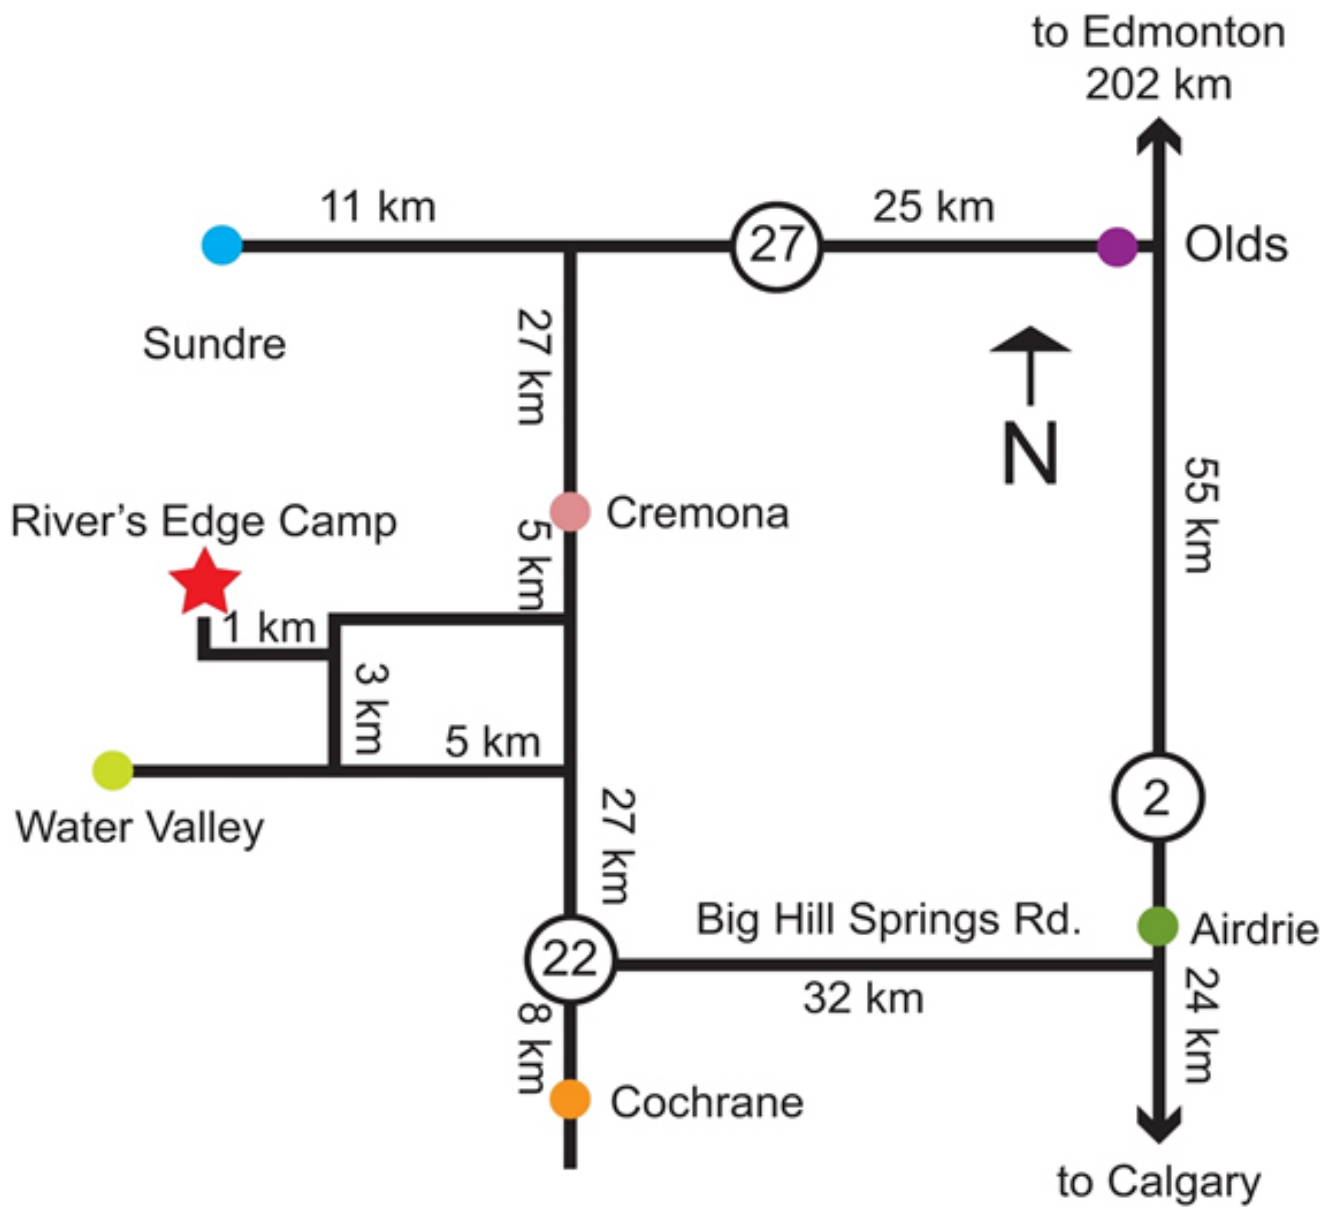 to Edmonton
202 km
11 km
25 km
27
Olds
Sundre
27 km
N
55 km
River's Edge Camp
Cremona
5 km
1 km
3 km
5 km
Water Valley
27 km
2
Big Hill Springs Rd.
Airdrie
22
32 km
24 km
8 km
Cochrane
to Calgary